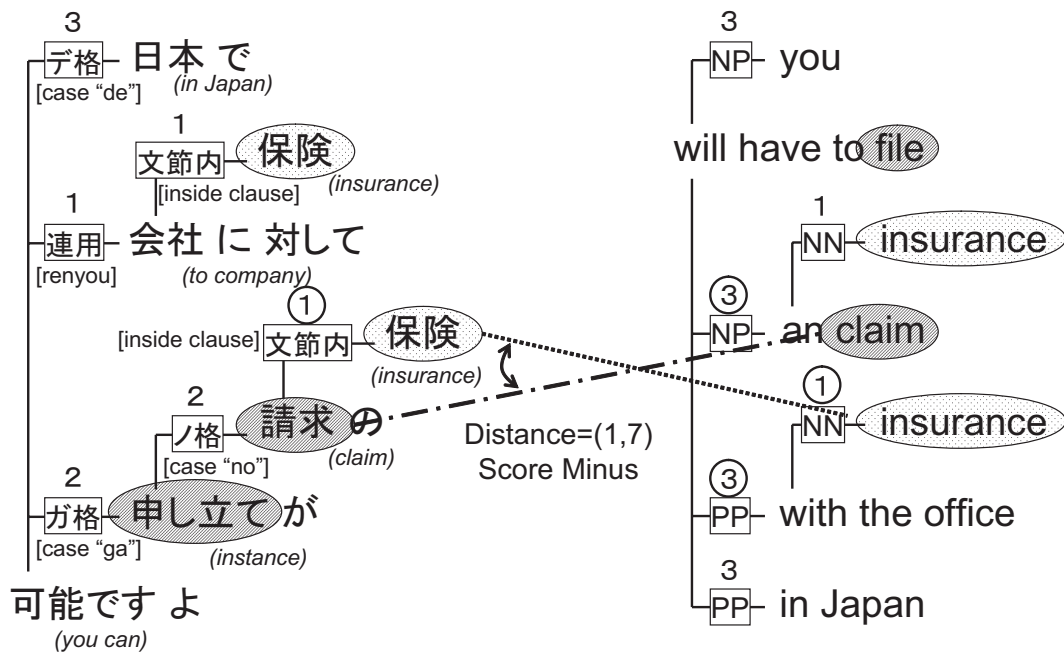 3
デ格 日本 で
[case "de"] (in Japan)
1
文節内 保険
[inside clause] (insurance)
1
連用 会社 に 対して
[renyou] (to company)
①
[inside clause] 文節内 保険
(insurance)
2
ノ格 請求 の
[case "no"] (claim)
2
ガ格 申し立て が
[case "ga"] (instance)
可能です よ
(you can)
Distance=(1,7)
Score Minus
3
NP you
will have to file
1
NN insurance
③
NP an claim
①
NN insurance
③
PP with the office
3
PP in Japan